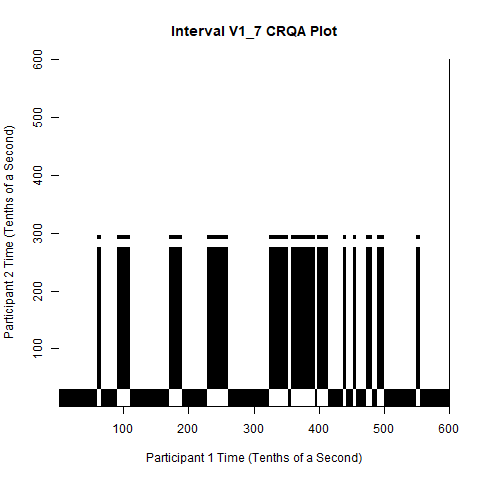 Interval V1_7 CRQA Plot
Participant 2 Time (Tenths of a Second)
600
500
400
300
200
100
100 200 300 400 500 600
Participant 1 Time (Tenths of a Second)